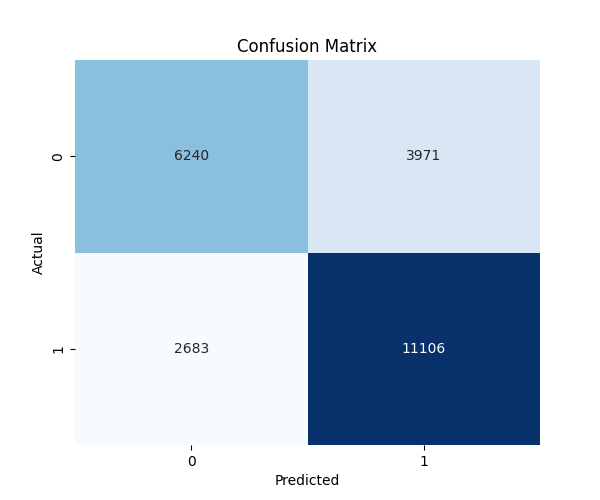 Confusion Matrix
Actual
0
6240
3971
1
2683
11106
0
1
Predicted